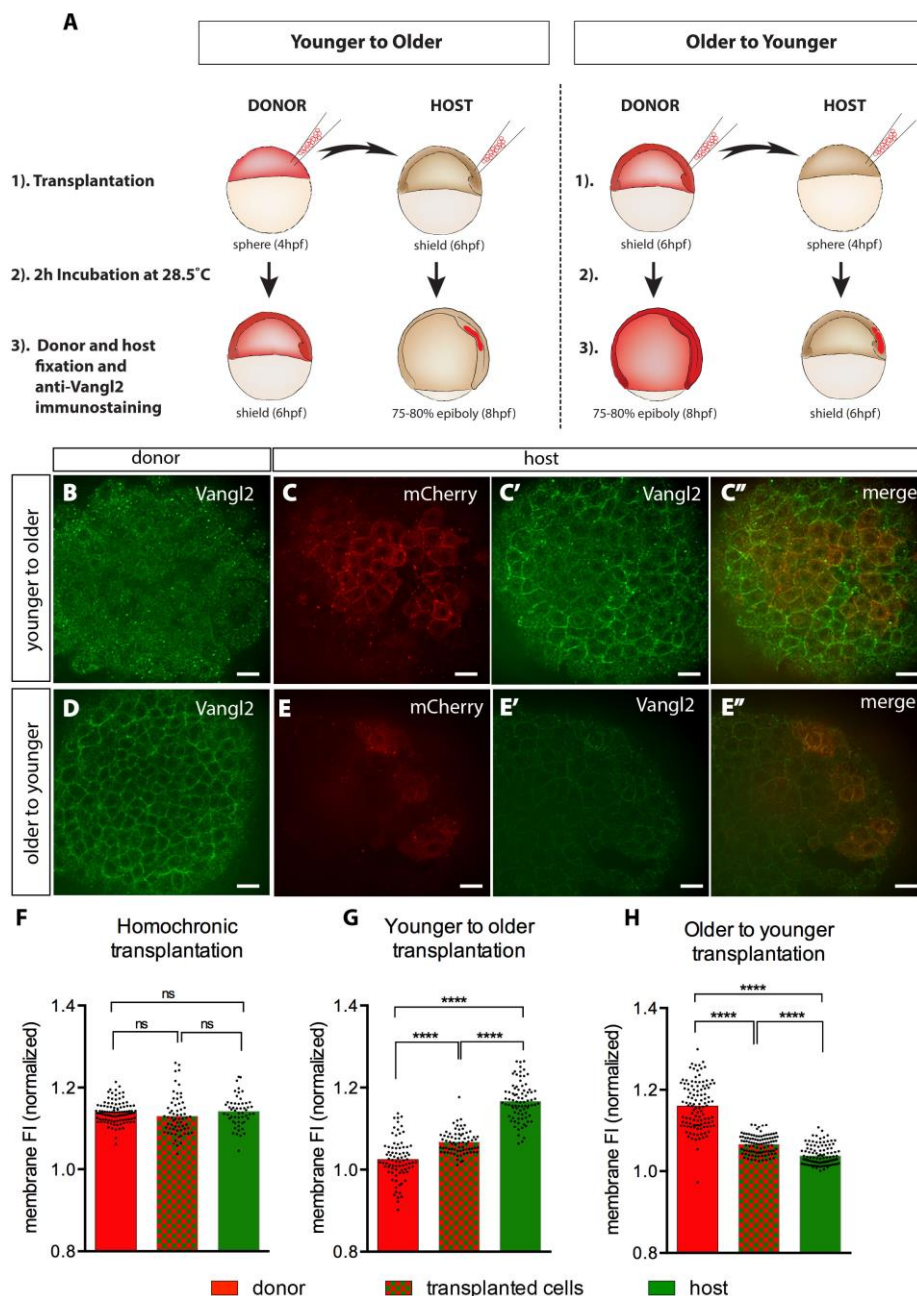 A
Younger to Older
Older to Younger
DONOR
HOST
DONOR
HOST
1). Transplantation
1).
sphere (4hpf)
shield (6hpf)
shield (6hpf)
sphere (4hpf)
2). 2h Incubation at 28.5˚C
2).
3). Donor and host
fixation and
anti-Vangl2
immunostaining
3).
shield (6hpf)
75-80% epiboly (8hpf)
75-80% epiboly (8hpf)
shield (6hpf)
donor
host
younger to older
B
Vangl2
C
mCherry
C'
Vangl2
C"
merge
older to younger
D
Vangl2
E
mCherry
E'
Vangl2
E"
merge
F
Homochronic
transplantation
membrane FI (normalized)
1.4
1.2
1.0
0.8
ns
ns
ns
G
Younger to older
transplantation
membrane FI (normalized)
1.4
1.2
1.0
0.8
****
****
****
H
Older to younger
transplantation
membrane FI (normalized)
1.4
1.2
1.0
0.8
****
****
****
donor
transplanted cells
host